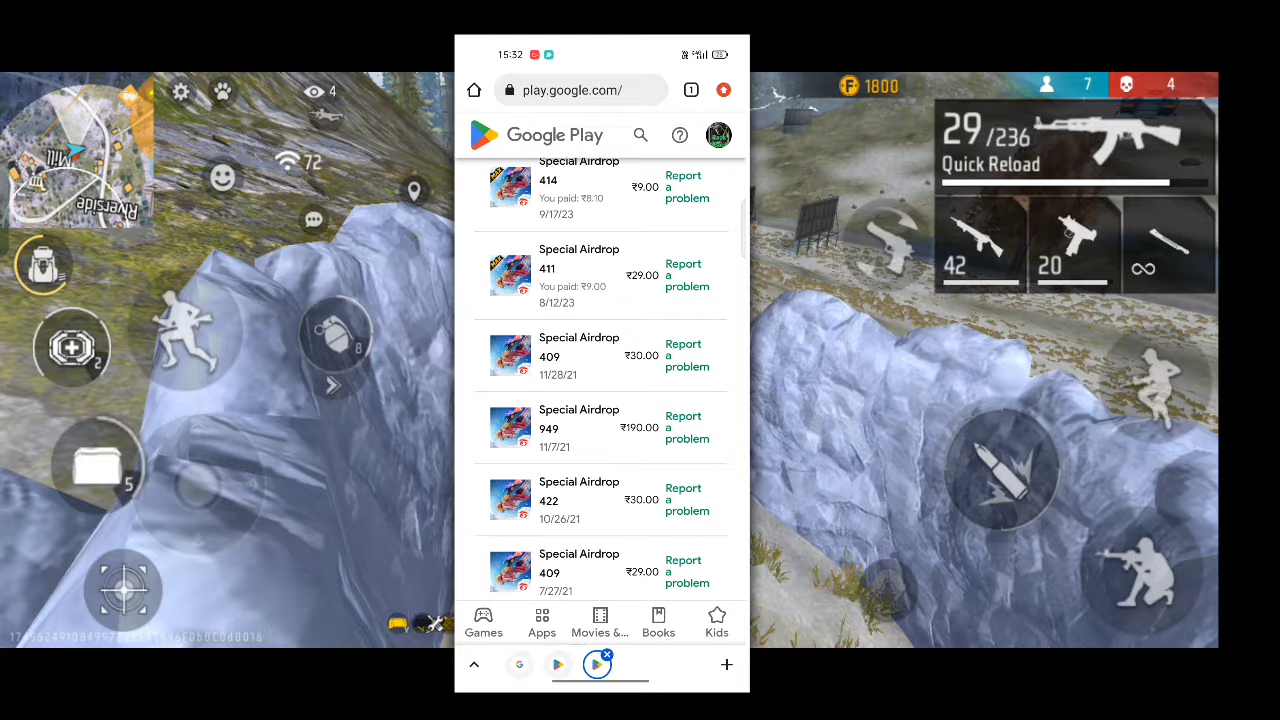 15:32
76
play.google.com/
1
Google Play
Special Airdrop
414
You paid: ₹8.10
9/17/23
₹9.00
Report
a
problem
Special Airdrop
411
You paid: ₹9.00
8/12/23
₹29.00
Report
a
problem
Special Airdrop
409
11/28/21
₹30.00
Report
a
problem
Special Airdrop
949
11/7/21
₹190.00
Report
a
problem
Special Airdrop
422
10/26/21
₹30.00
Report
a
problem
Special Airdrop
409
7/27/21
₹29.00
Report
a
problem
Games
Apps
Movies &...
Books
Kids
4
72
Mill
Riverside
2
8
5
1800
7
4
29/236
Quick Reload
42
20
∞